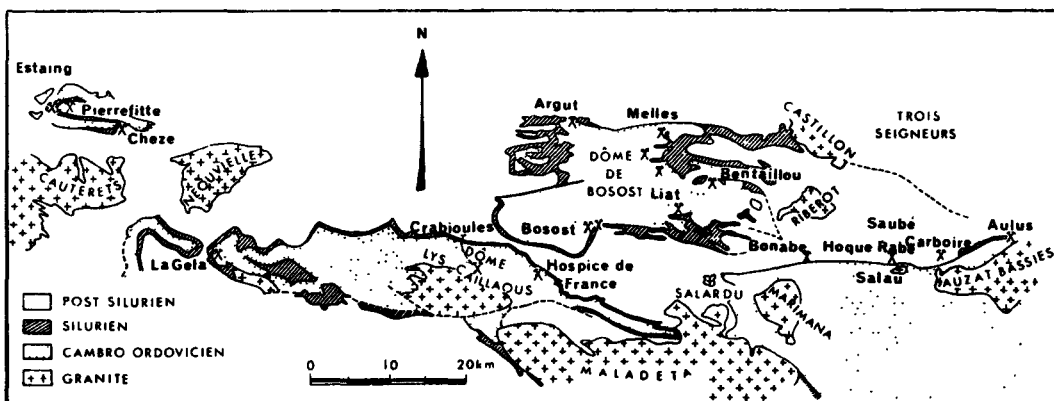 N
Estaing
Pierrefitte
Cheze
CAUTERETS
NEOUVIELLE
Argut
Melles
CASTILLON
TROIS
SEIGNEURS
DÔME
DE
BOSOST
Bentaillou
Liat
RIBEROT
Bosost
Crabioules
DÔME
LYS CAILLAOUS
La Gela
Hospice de
France
Bonabe
Saubé
Hoque Rabe
Carboire
Aulus
Salau
AUZAT BASSIES
SALARDU
MARIMANA
MALADETA
POST SILURIEN
SILURIEN
CAMBRO ORDOVICIEN
GRANITE
0 10 20km